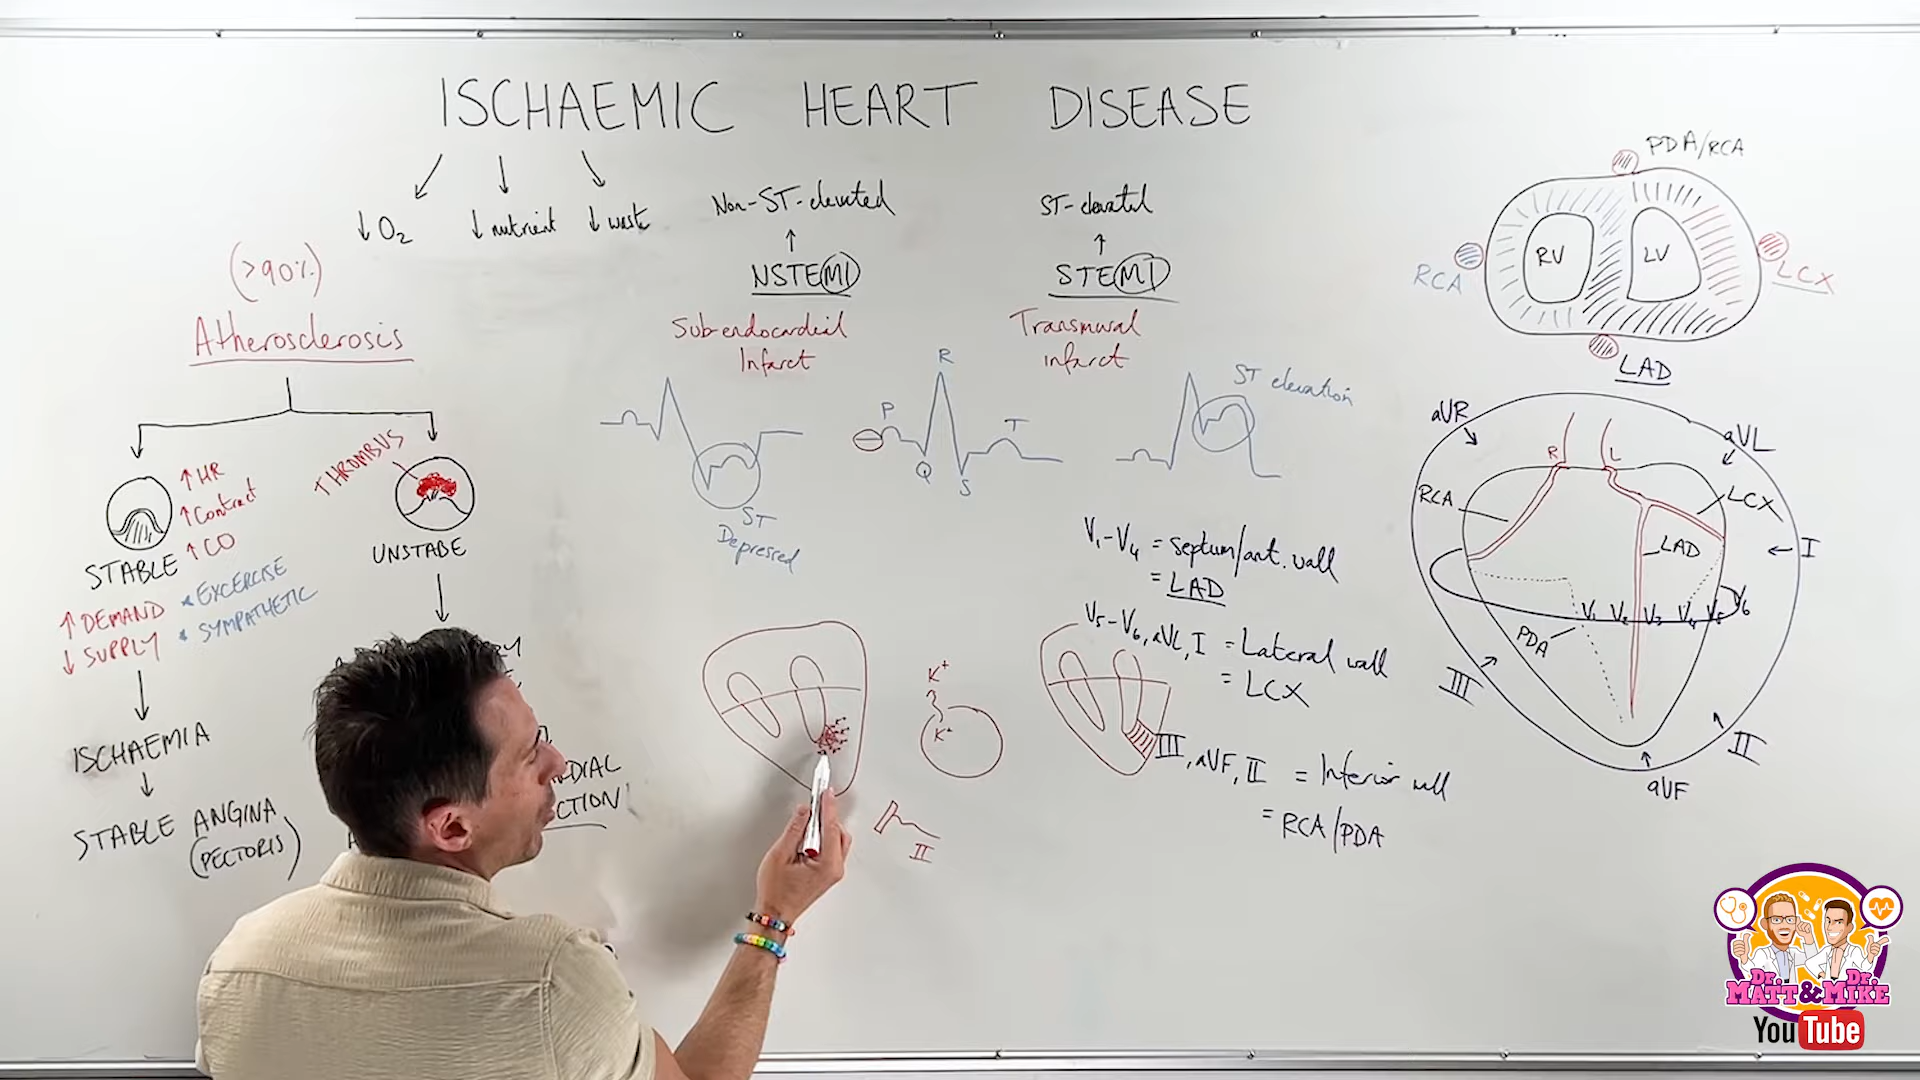 ISCHAEMIC HEART DISEASE
↓ O₂
↓ nutrient
↓ waste
(>90%)
Atherosclerosis
↑HR
↑Contract
↑CO
STABLE
↑ DEMAND
↓ SUPPLY
* EXCERCISE
* SYMPATHETIC
ISCHAEMIA
STABLE ANGINA
(PECTORIS)
THROMBUS
UNSTABE
Non-ST-elevated
NSTEMI
Sub-endocardial
Infarct
ST
Depressed
P
Q
R
S
T
ST-elevated
STEMI
Transmural
infarct
ST elevation
K⁺
K⁺
II
V₁-V₄ = septum/ant. wall
= LAD
V₅-V₆, aVL, I = Lateral wall
= LCX
III, aVF, II = Inferior wall
= RCA/PDA
PDA/RCA
RCA
RV
LV
LCX
LAD
aVR
aVL
R
L
RCA
LCX
LAD
I
V₁ V₂ V₃ V₄ V₅ V₆
PDA
III
II
aVF
Dr. Dr.
MATT & MIKE
YouTube